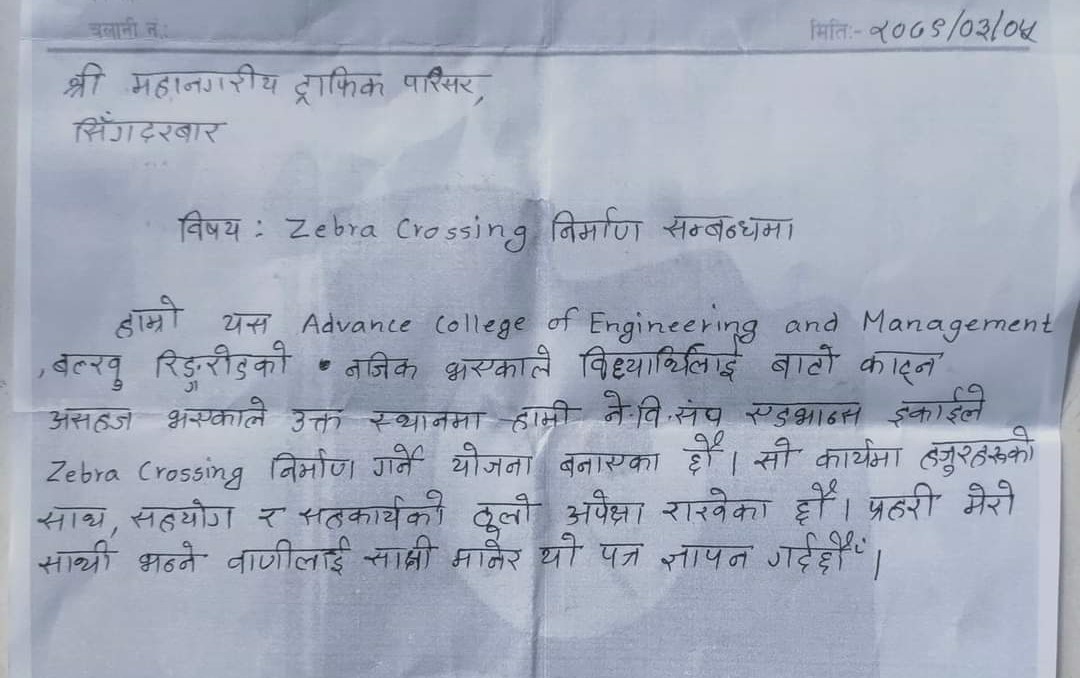 चलानी नं.:
मितिः- २०७९/०३/०५
श्री महानगरीय ट्राफिक परिसर,
सिँगदरबार
विषय : Zebra Crossing निर्माण सम्बन्धमा
हाम्रो यस Advance College of Engineering and Management
,बल्खु रिङ्गरोडको नजिक भएकाले विद्यार्थिलाई बाटो काट्न
असहज भएकाले उक्त स्थानमा हामी ने.वि.संघ एडभान्स इकाईले
Zebra Crossing निर्माण गर्ने योजना बनाएका छौँ । सो कार्यमा हजुरहरूको
साथ, सहयोग र सहकार्यको ठूलो अपेक्षा राखेका छौँ । प्रहरी मेरो
साथी भन्ने वाणीलाई साक्षी मानेर यो पत्र ज्ञापन गर्दछौँ ।